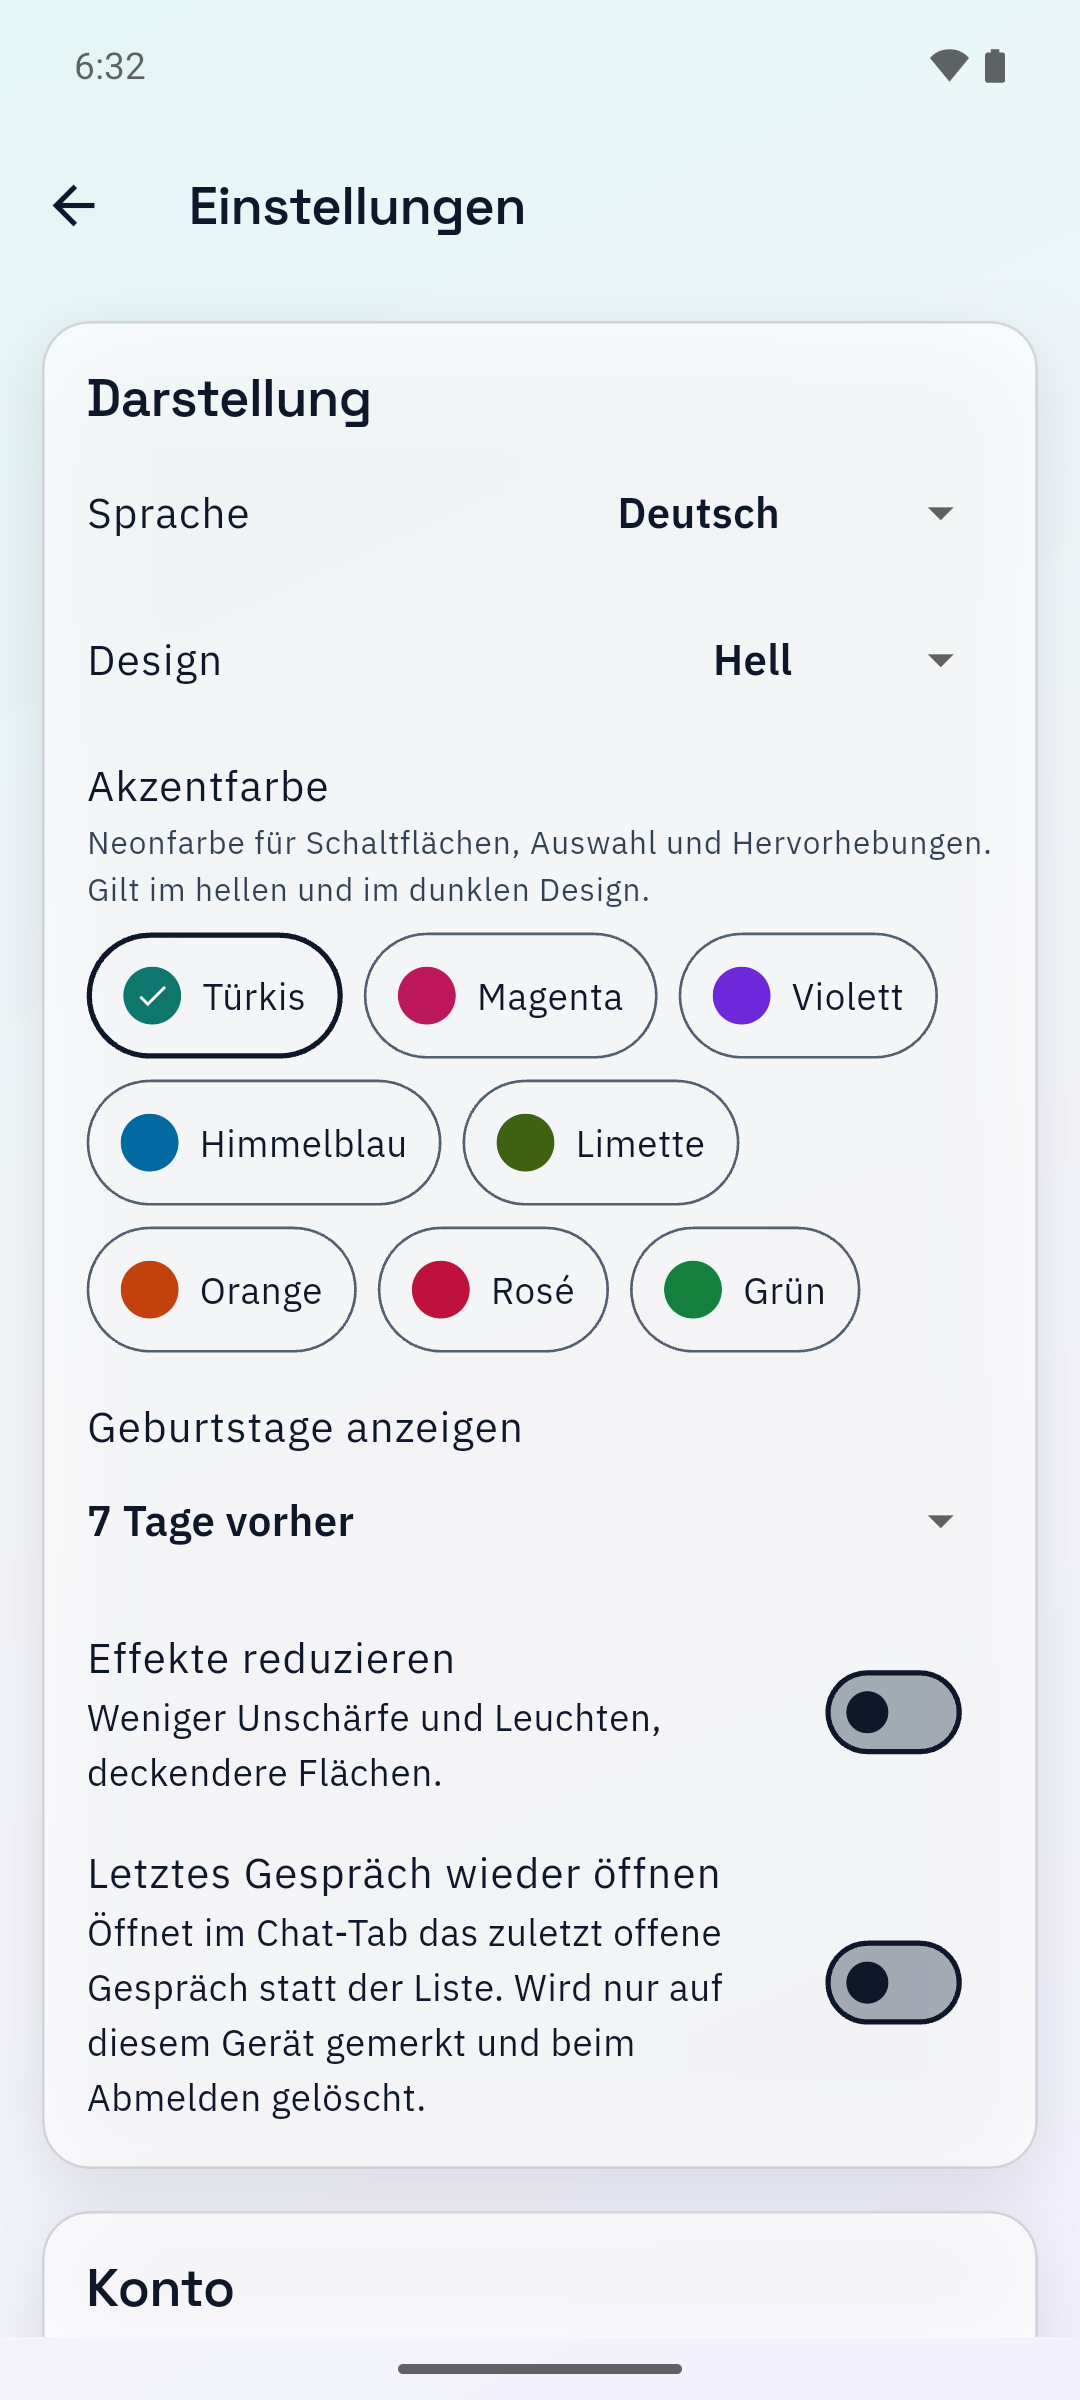 6:32
Einstellungen
Darstellung
Sprache
Deutsch
Design
Hell
Akzentfarbe
Neonfarbe für Schaltflächen, Auswahl und Hervorhebungen.
Gilt im hellen und im dunklen Design.
Türkis
Magenta
Violett
Himmelblau
Limette
Orange
Rosé
Grün
Geburtstage anzeigen
7 Tage vorher
Effekte reduzieren
Weniger Unschärfe und Leuchten,
deckendere Flächen.
Letztes Gespräch wieder öffnen
Öffnet im Chat-Tab das zuletzt offene
Gespräch statt der Liste. Wird nur auf
diesem Gerät gemerkt und beim
Abmelden gelöscht.
Konto